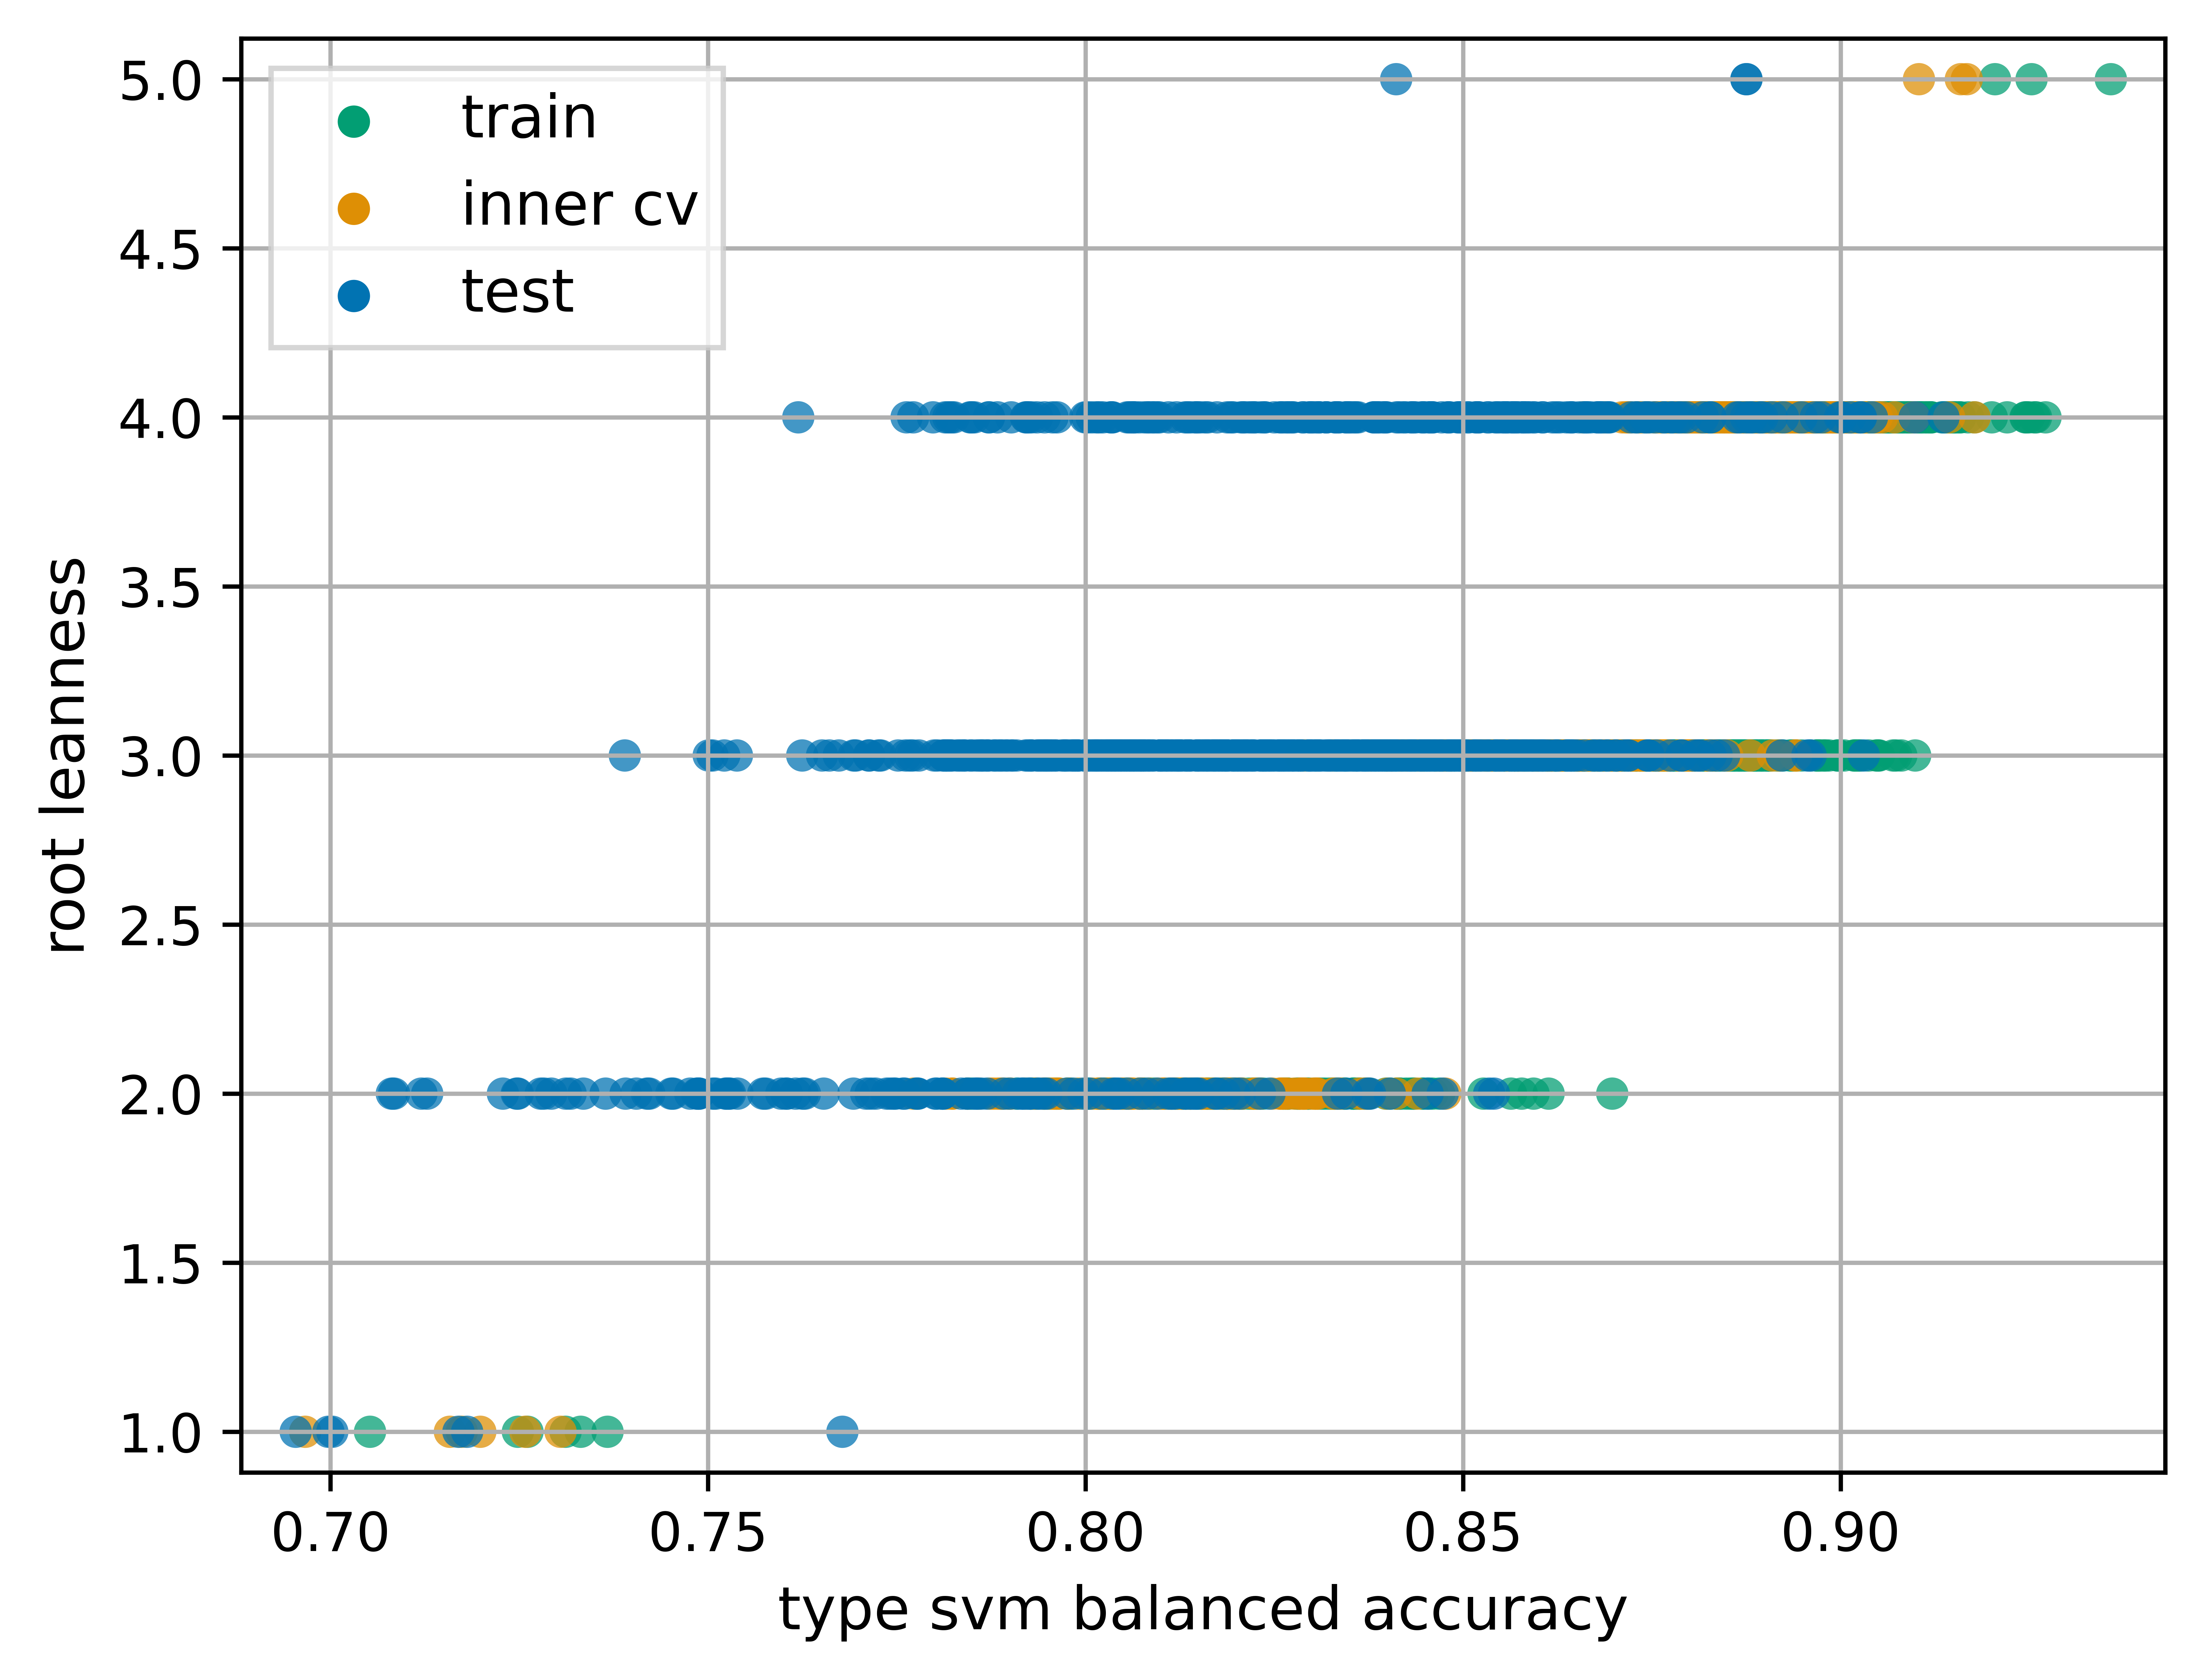 train
inner cv
test
5.0
4.5
4.0
3.5
3.0
2.5
2.0
1.5
1.0
root leanness
0.70 0.75 0.80 0.85 0.90
type svm balanced accuracy